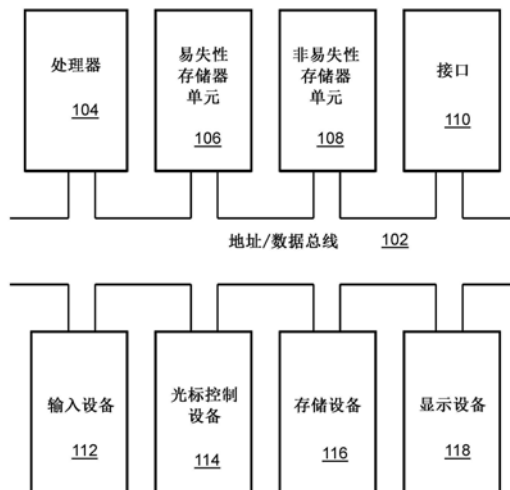 处理器
104
易失性
存储器
单元
106
非易失性
存储器
单元
108
接口
110
地址/数据总线 102
输入设备
112
光标控制
设备
114
存储设备
116
显示设备
118